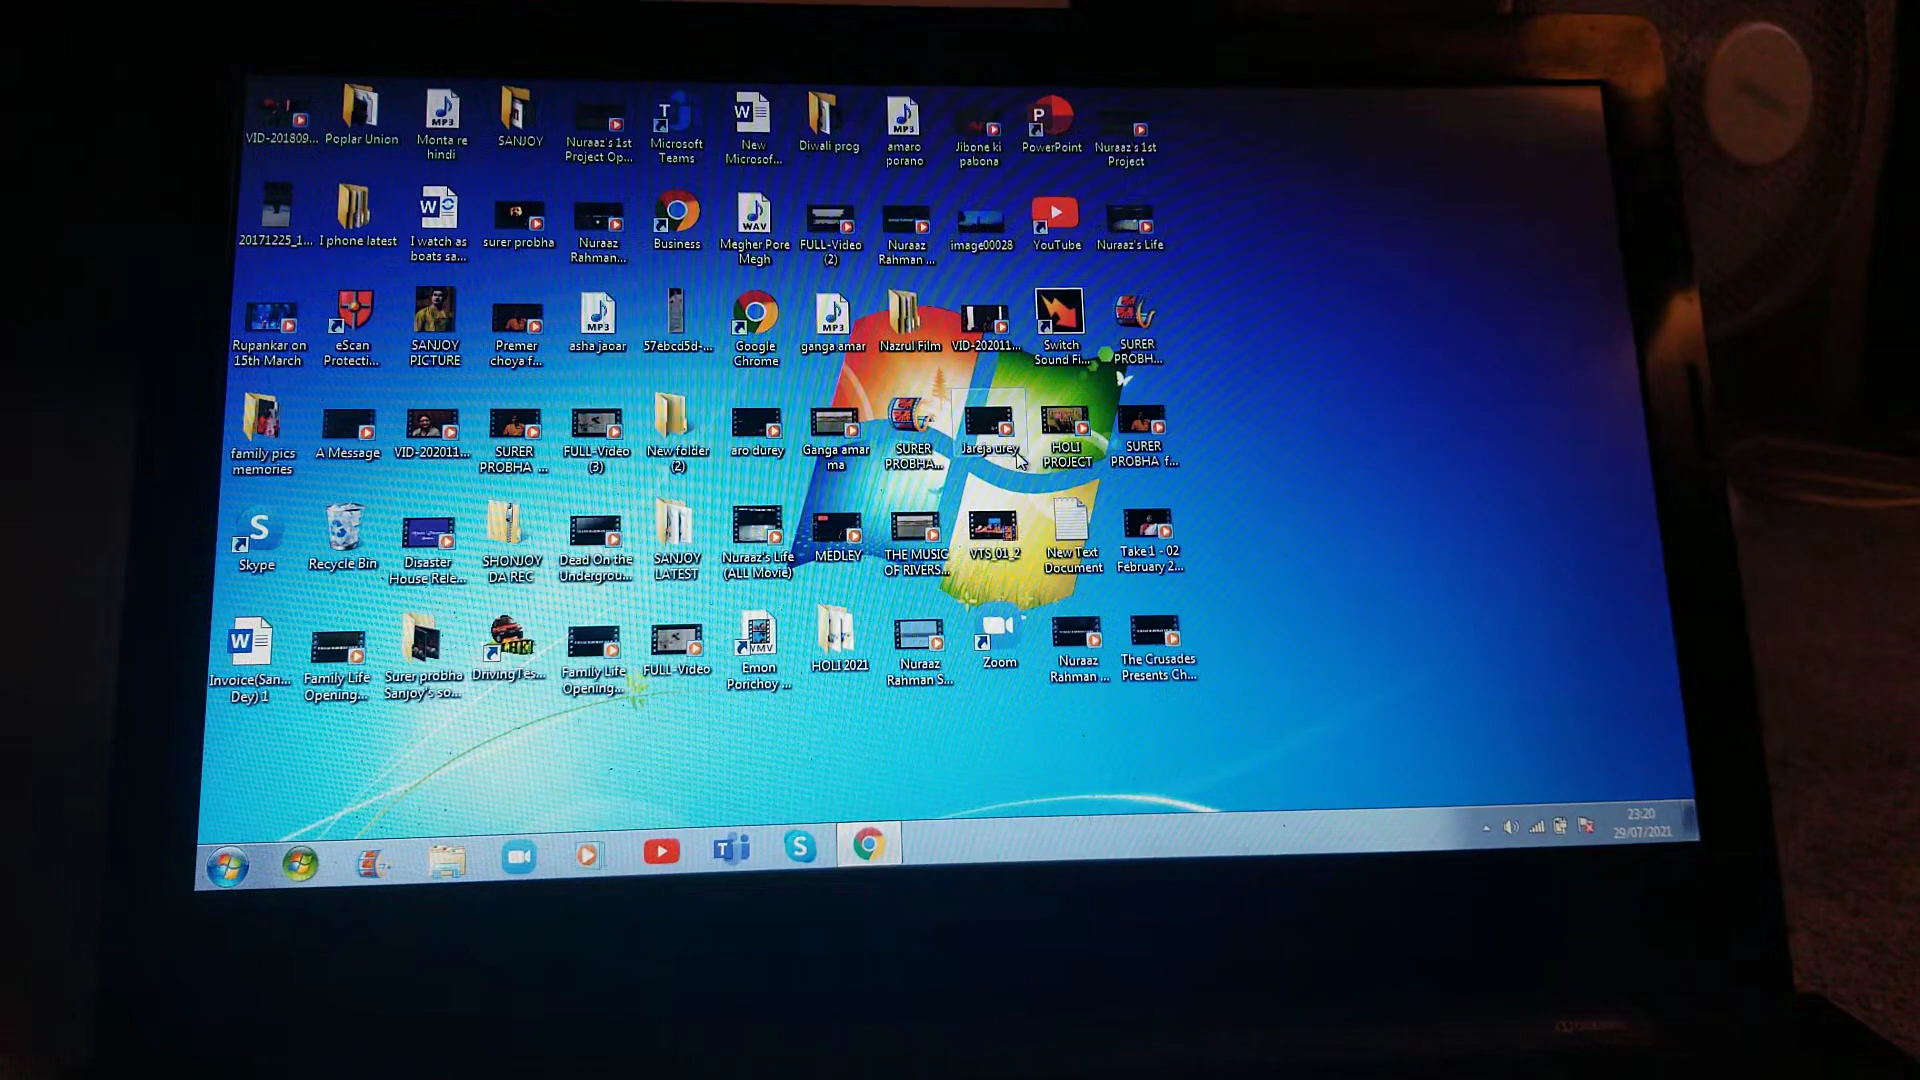 VID-201809...
Poplar Union
Monta re
hindi
SANJOY
Nuraaz's 1st
Project Op...
Microsoft
Teams
New
Microsof...
Diwali prog
amaro
porano
Jibone ki
pabona
PowerPoint
Nuraaz's 1st
Project
20171225_1...
I phone latest
I watch as
boats sa...
surer probha
Nuraaz
Rahman...
Business
Megher Pore
Megh
FULL-Video
(2)
Nuraaz
Rahman ...
image00028
YouTube
Nuraaz's Life
Rupankar on
15th March
eScan
Protecti...
SANJOY
PICTURE
Premer
choya f...
asha jaoar
57ebcd5d-...
Google
Chrome
ganga amar
Nazrul Film
VID-202011...
Switch
Sound Fi...
SURER
PROBH...
family pics
memories
A Message
VID-202011...
SURER
PROBHA ...
FULL-Video
(3)
New folder
(2)
aro durey
Ganga amar
ma
SURER
PROBHA...
Jareja urey
HOLI
PROJECT
SURER
PROBHA f...
Skype
Recycle Bin
Disaster
House Rele...
SHONJOY
DA REC
Dead On the
Undergrou...
SANJOY
LATEST
Nuraaz's Life
(ALL Movie)
MEDLEY
THE MUSIC
OF RIVERS...
VTS_01_2
New Text
Document
Take 1 - 02
February 2...
Invoice(San...
Dey) 1
Family Life
Opening...
Surer probha
Sanjoy's so...
DrivingTes...
Family Life
Opening...
FULL-Video
Emon
Porichoy ...
HOLI 2021
Nuraaz
Rahman S...
Zoom
Nuraaz
Rahman ...
The Crusades
Presents Ch...
23:20
29/07/2021